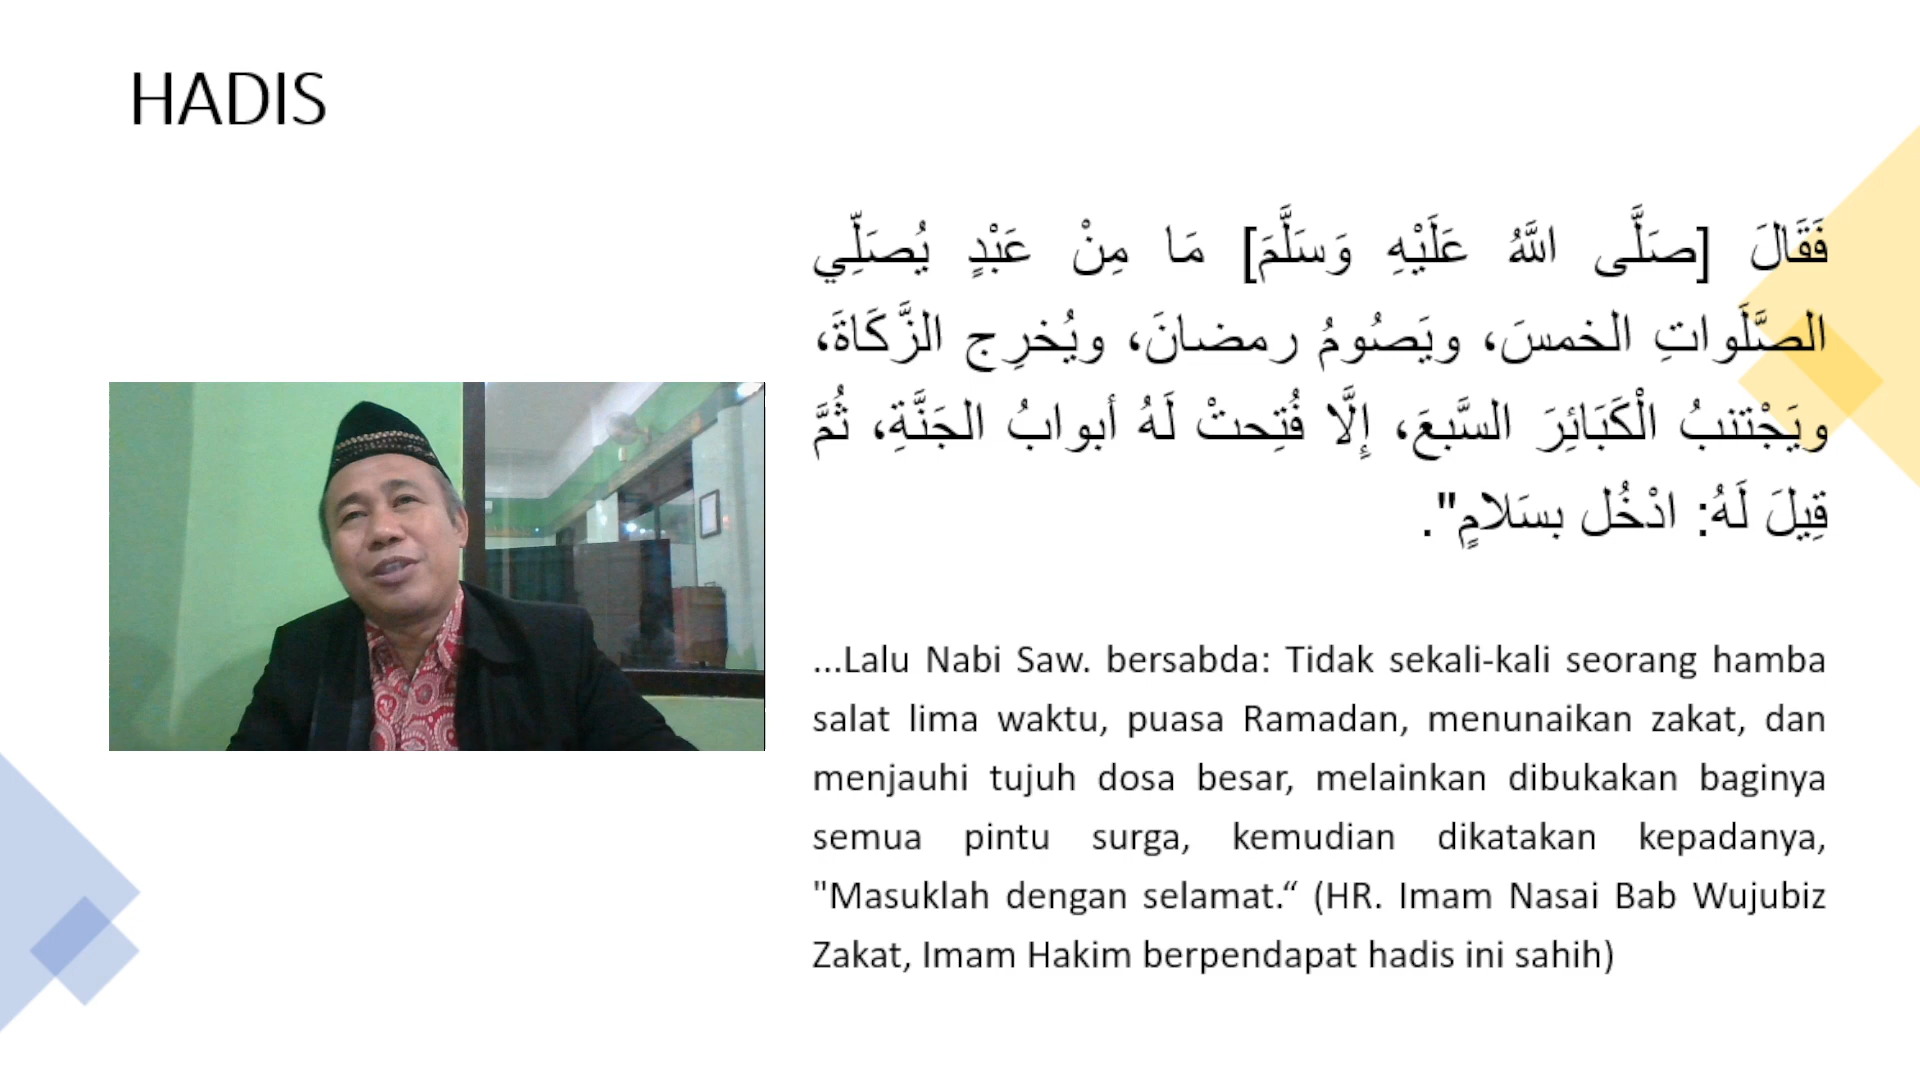 HADIS
فَقَالَ [صَلَّى اللَّهُ عَلَيْهِ وَسَلَّمَ] مَا مِنْ عَبْدٍ يُصَلِّي
الصَّلَواتِ الخمسَ، ويَصُومُ رمضانَ، ويُخرِج الزَّكَاةَ،
ويَجْتنبُ الْكَبَائِرَ السَّبعَ، إِلَّا فُتِحتْ لَهُ أبوابُ الجَنَّةِ، ثُمَّ
قِيلَ لَهُ: ادْخُل بسَلامٍ".
...Lalu Nabi Saw. bersabda: Tidak sekali-kali seorang hamba
salat lima waktu, puasa Ramadan, menunaikan zakat, dan
menjauhi tujuh dosa besar, melainkan dibukakan baginya
semua pintu surga, kemudian dikatakan kepadanya,
"Masuklah dengan selamat.“ (HR. Imam Nasai Bab Wujubiz
Zakat, Imam Hakim berpendapat hadis ini sahih)